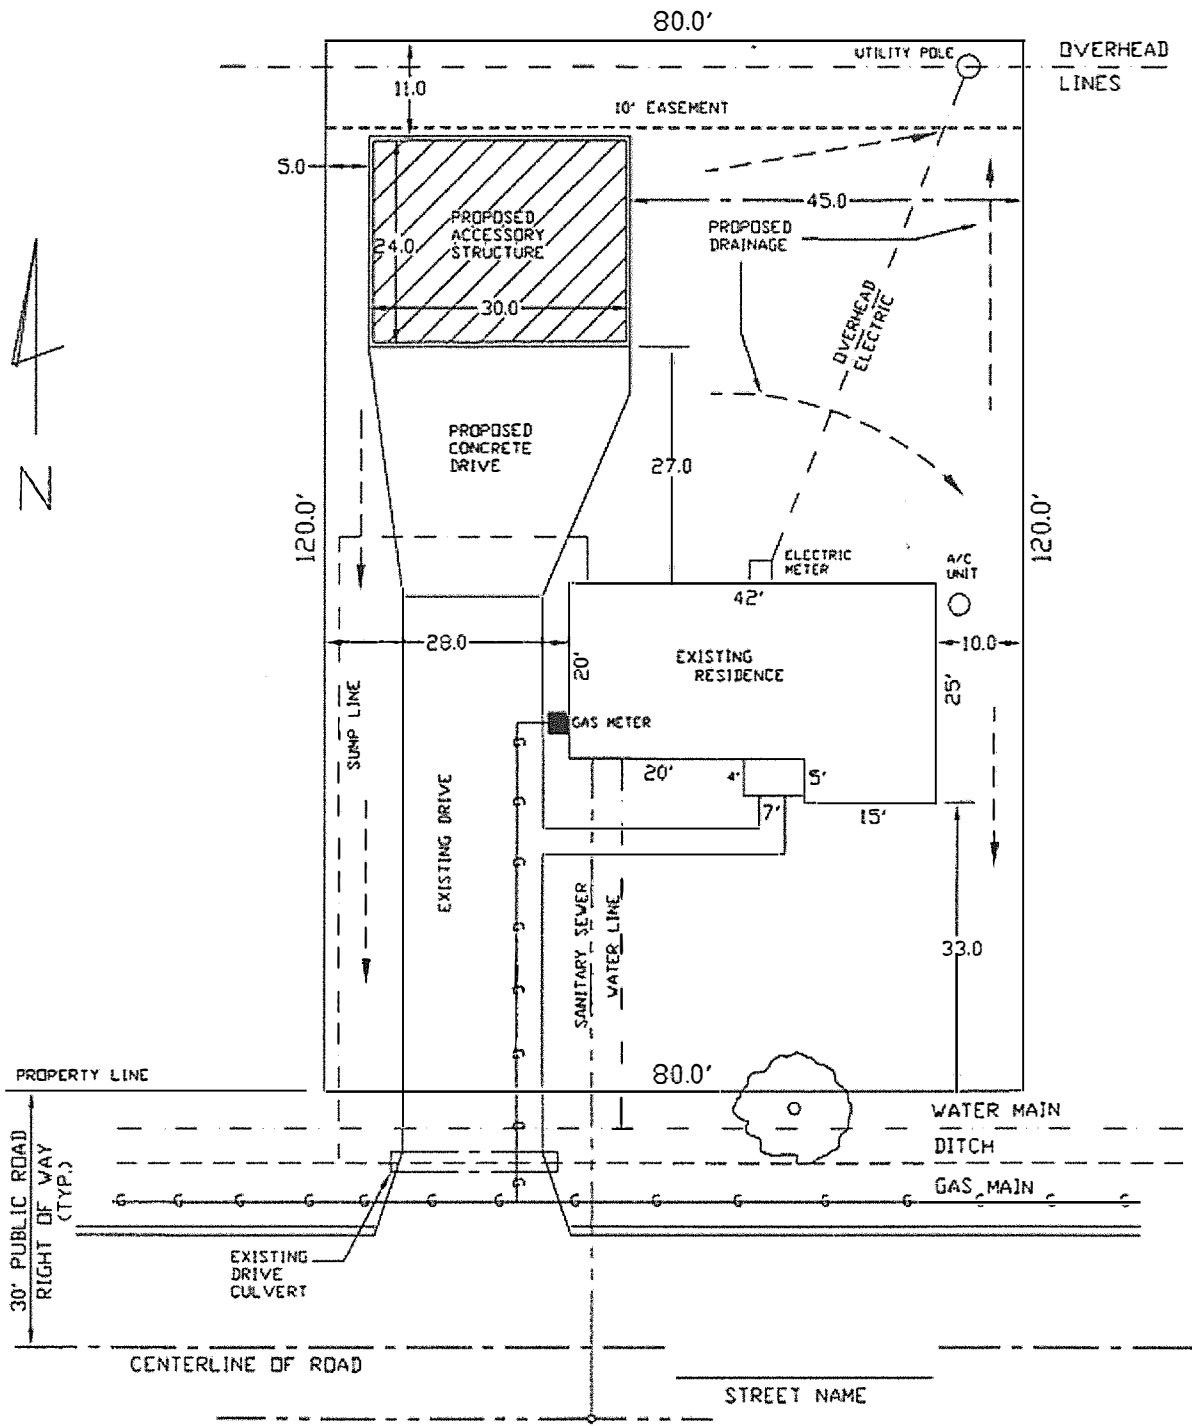 80.0'
UTILITY POLE
OVERHEAD
LINES
11.0
10' EASEMENT
5.0
45.0
PROPOSED
ACCESSORY
STRUCTURE
24.0
30.0
PROPOSED
DRAINAGE
OVERHEAD
ELECTRIC
N
PROPOSED
CONCRETE
DRIVE
27.0
120.0'
120.0'
ELECTRIC
METER
A/C
UNIT
42'
28.0
20'
EXISTING
RESIDENCE
10.0
25'
SUMP LINE
GAS METER
G
20'
4'
5'
7'
15'
EXISTING DRIVE
G
G
G
SANITARY SEWER
WATER LINE
33.0
G
G
PROPERTY LINE
80.0'
G
WATER MAIN
DITCH
G
GAS MAIN
G G G G G G G G G G G G G
30' PUBLIC ROAD
RIGHT OF WAY
(TYP.)
EXISTING
DRIVE
CULVERT
CENTERLINE OF ROAD
STREET NAME